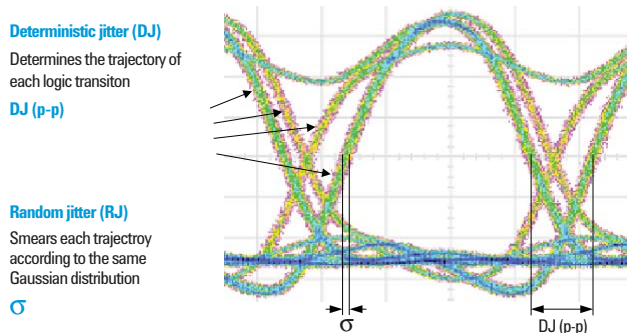 Deterministic jitter (DJ)
Determines the trajectory of
each logic transiton
DJ (p-p)
Random jitter (RJ)
Smears each trajectroy
according to the same
Gaussian distribution
σ
σ
DJ (p-p)